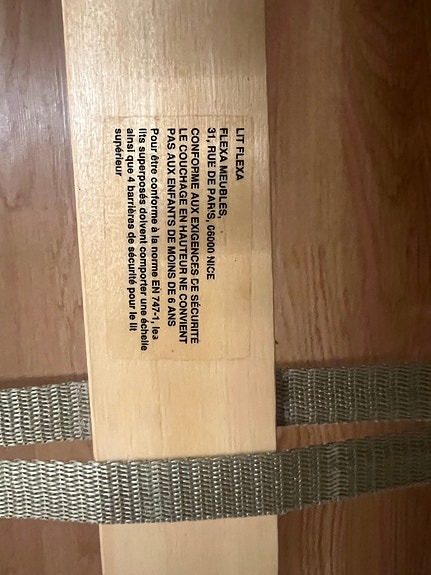 LIT FLEXA
FLEXA MEUBLES,
31, RUE DE PARIS, 06000 NICE
CONFORME AUX EXIGENCES DE SÉCURITÉ
LE COUCHAGE EN HAUTEUR NE CONVIENT
PAS AUX ENFANTS DE MOINS DE 6 ANS
Pour être conforme à la norme EN 747-1, les
lits superposés doivent comporter une échelle
ainsi que 4 barrières de sécurité pour le lit
supérieur